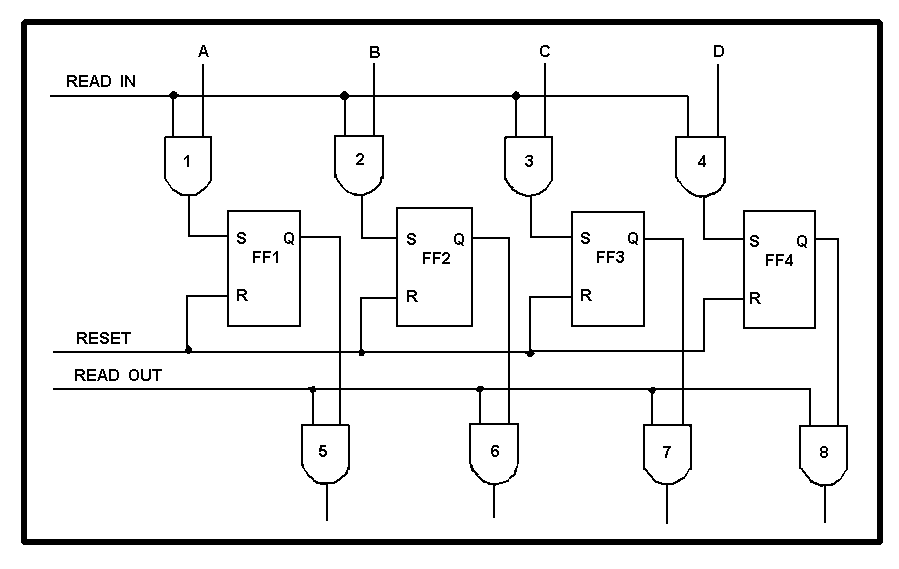 A B C D
READ IN
1 2 3 4
S Q S Q S Q S Q
FF1 FF2 FF3 FF4
R R R R
RESET
READ OUT
5 6 7 8